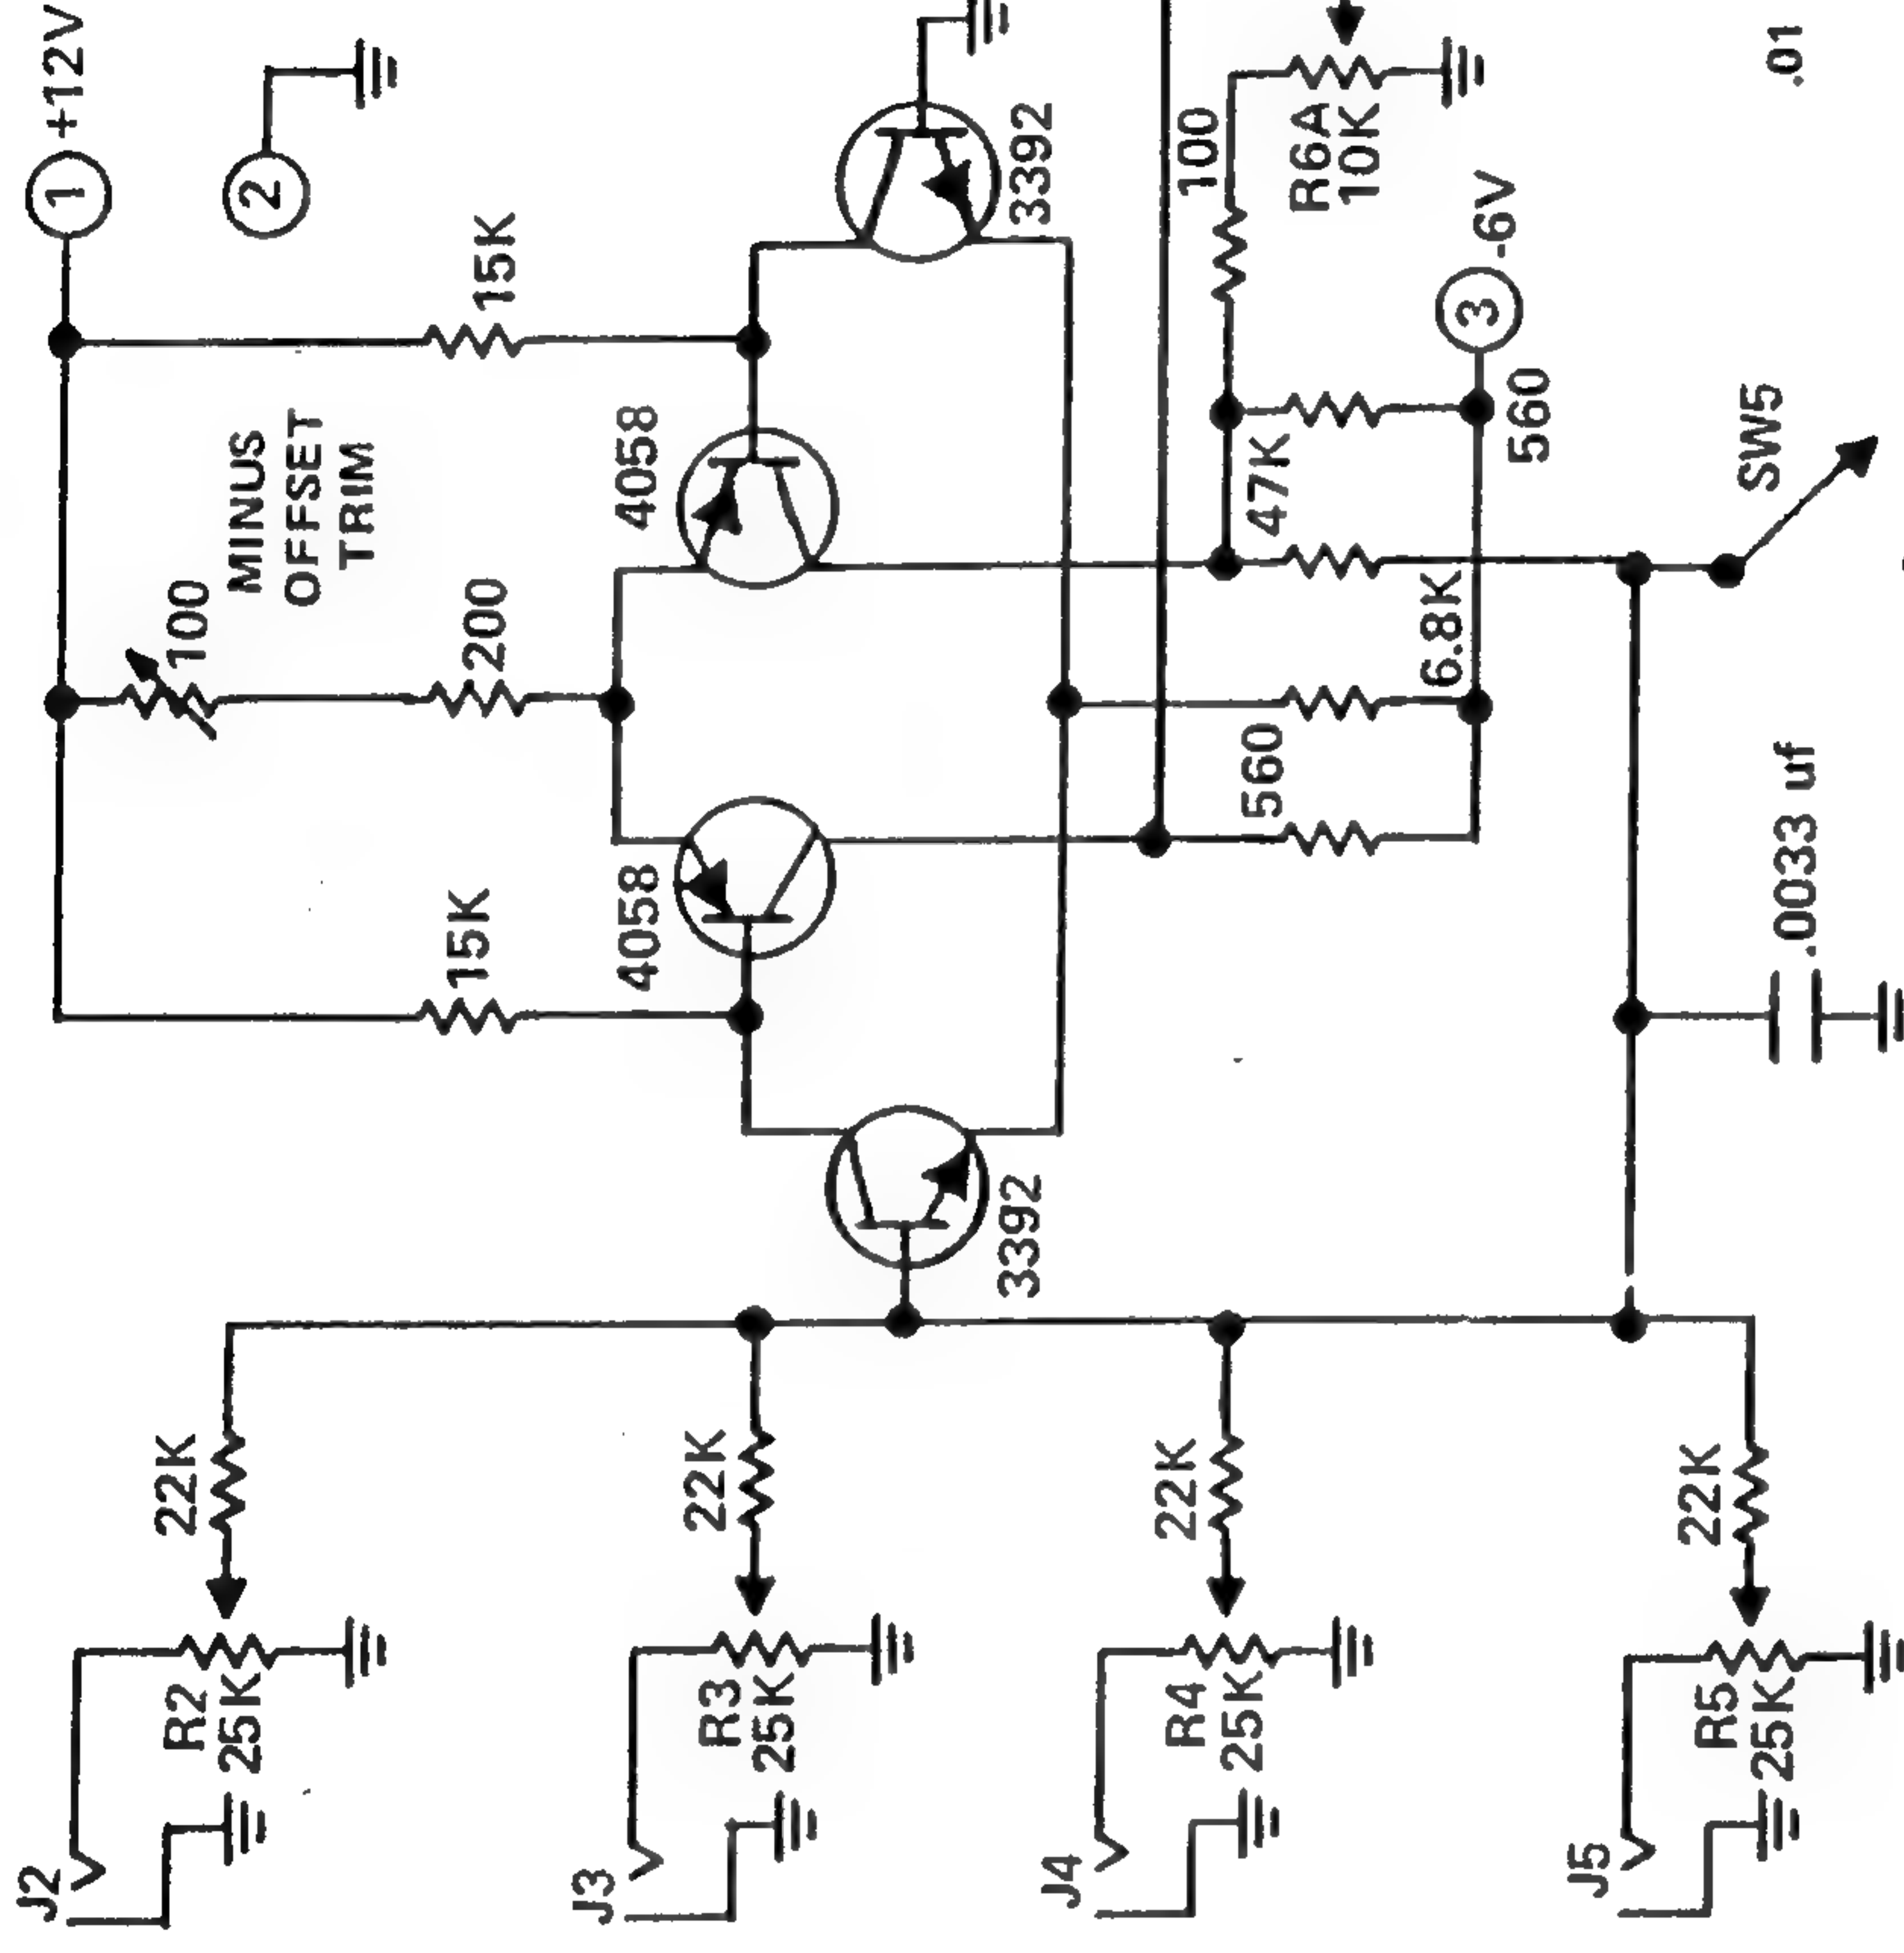 1
+12V
2
MINUS
OFFSET
TRIM
100
200
15K
15K
4058
4058
3392
3392
100
R6A
10K
.01
47K
3
-6V
560
560
6.8K
SW5
.0033 uf
22K
22K
22K
22K
J2
R2
25K
J3
R3
25K
J4
R4
25K
J5
R5
25K